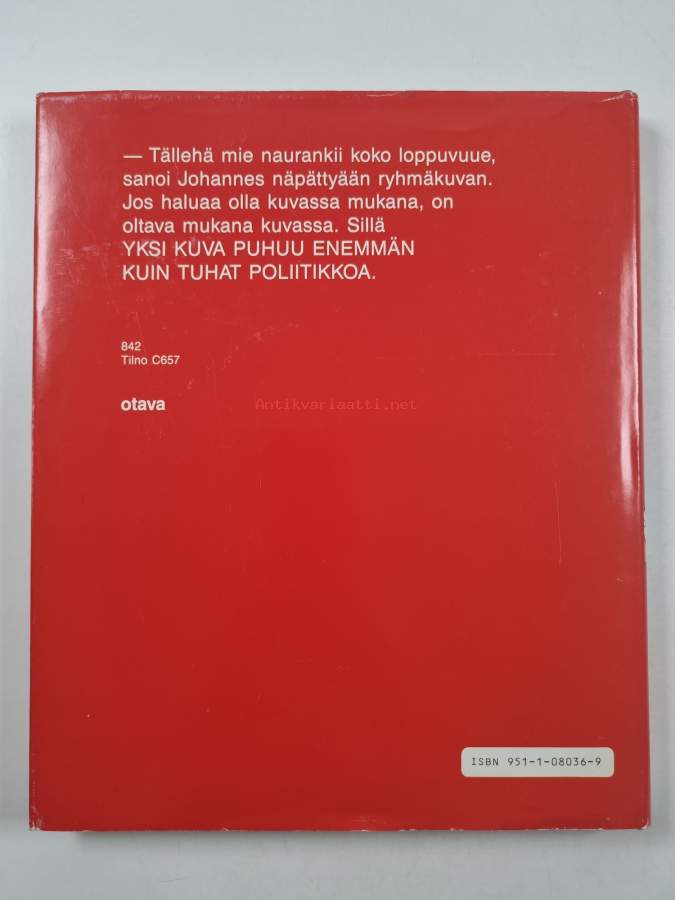 — Tällehä mie naurankii koko loppuvuue,
sanoi Johannes näpättyään ryhmäkuvan.
Jos haluaa olla kuvassa mukana, on
oltava mukana kuvassa. Sillä
YKSI KUVA PUHUU ENEMMÄN
KUIN TUHAT POLIITIKKOA.
842
Tilno C657
otava
Antikvariaatti.net
ISBN 951-1-08036-9